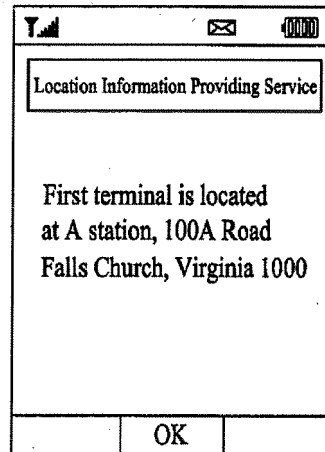 Location Information Providing Service
First terminal is located
at A station, 100A Road
Falls Church, Virginia 1000
OK